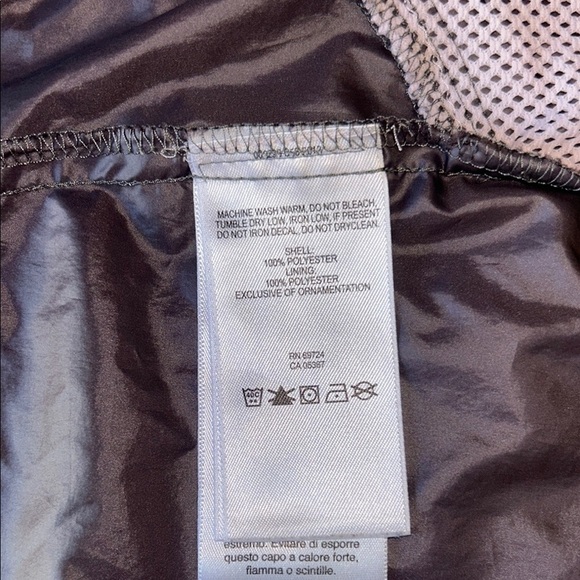 MACHINE WASH WARM, DO NOT BLEACH,
TUMBLE DRY LOW, IRON LOW, IF PRESENT
DO NOT IRON DECAL, DO NOT DRYCLEAN.
SHELL:
100% POLYESTER
LINING:
100% POLYESTER
EXCLUSIVE OF ORNAMENTATION
RN 69724
CA 05387
40C
estremo. Evitare di esporre
questo capo a calore forte,
fiamma o scintille.